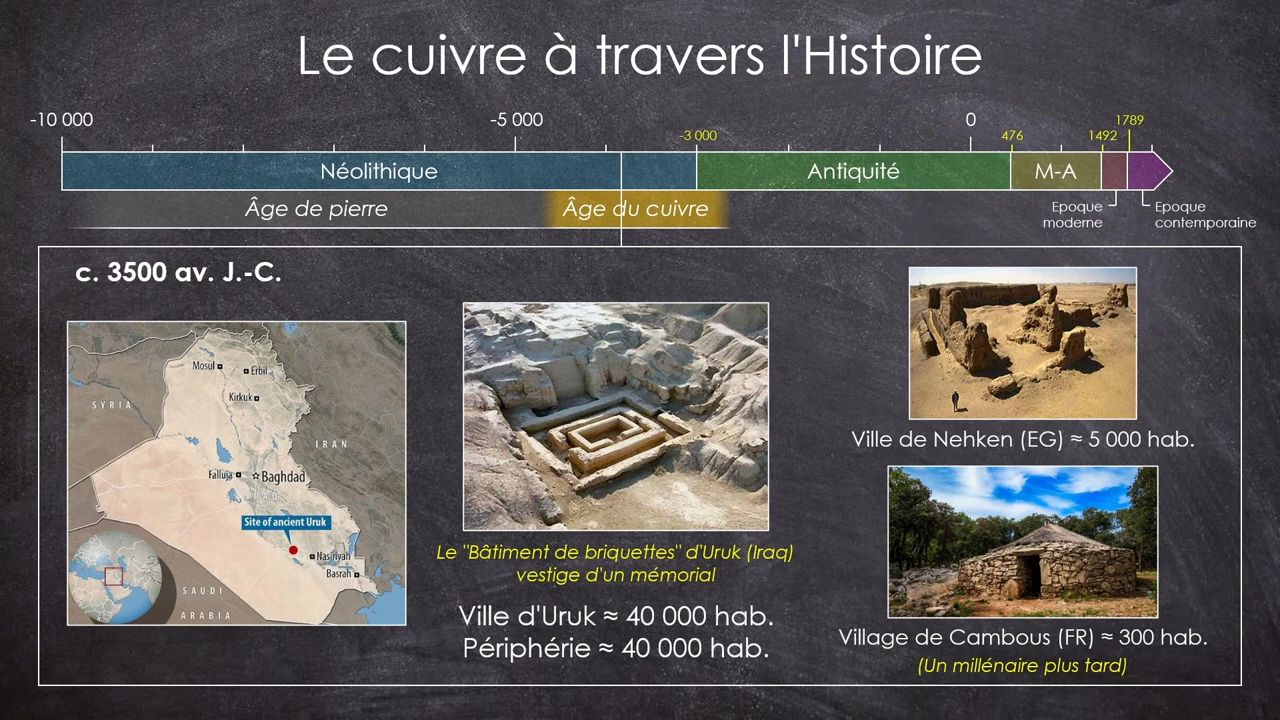 Le cuivre à travers l'Histoire
-10 000
-5 000
0
-3 000
476
1492
1789
Néolithique
Antiquité
M-A
Âge de pierre
Âge du cuivre
Epoque
moderne
Epoque
contemporaine
c. 3500 av. J.-C.
Mosul
Erbil
Kirkuk
SYRIA
IRAN
Falluja
Baghdad
IRAQ
Site of ancient Uruk
Nasiriyah
Basrah
SAUDI
ARABIA
Le "Bâtiment de briquettes" d'Uruk (Iraq)
vestige d'un mémorial
Ville d'Uruk ≈ 40 000 hab.
Périphérie ≈ 40 000 hab.
Ville de Nehken (EG) ≈ 5 000 hab.
Village de Cambous (FR) ≈ 300 hab.
(Un millénaire plus tard)